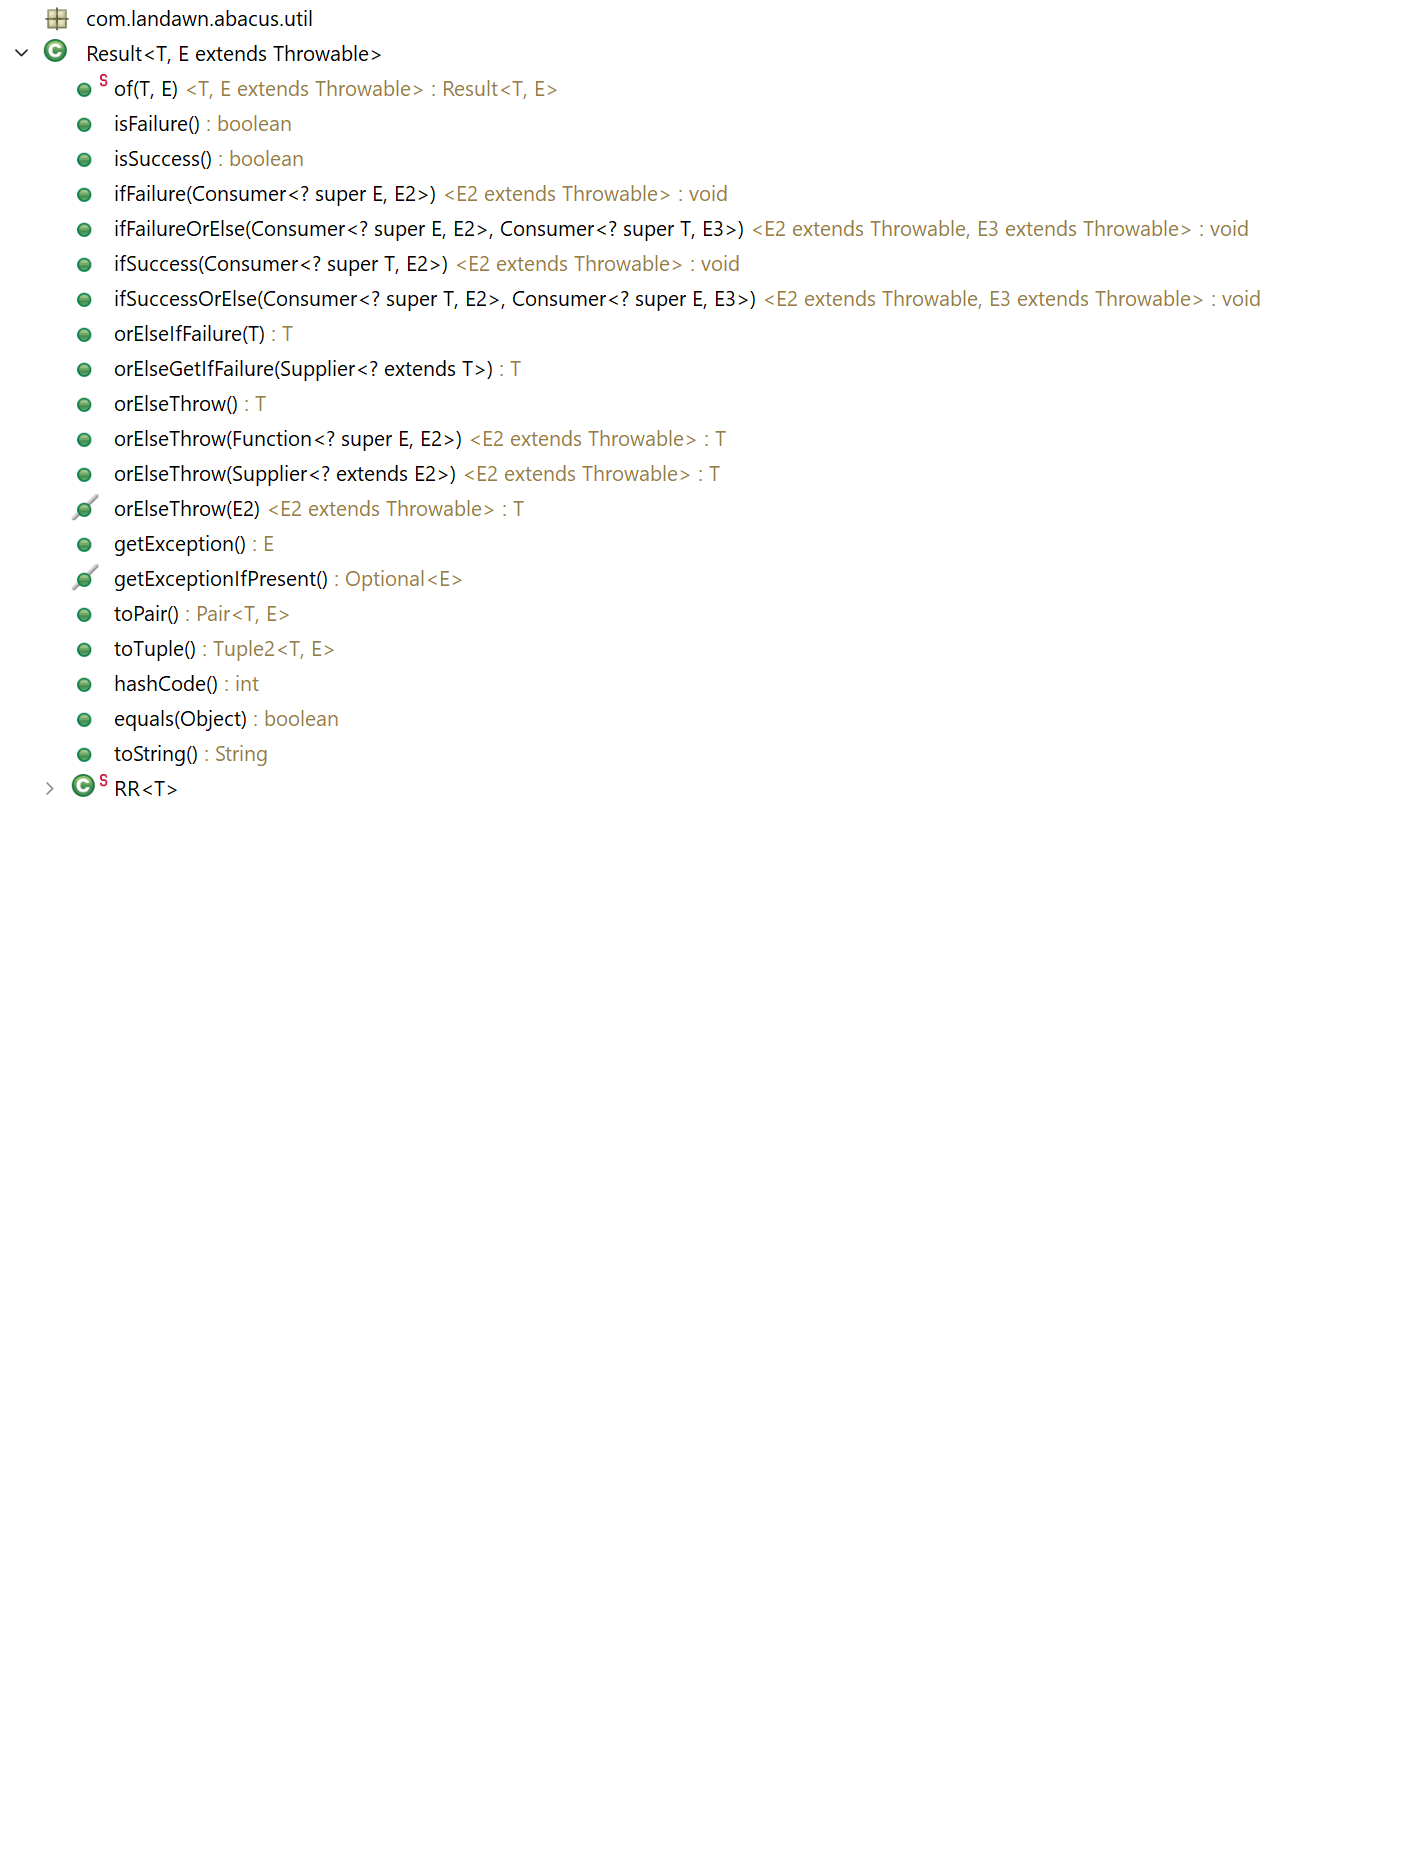 com.landawn.abacus.util
C Result<T, E extends Throwable>
S of(T, E) <T, E extends Throwable> : Result<T, E>
isFailure() : boolean
isSuccess() : boolean
ifFailure(Consumer<? super E, E2>) <E2 extends Throwable> : void
ifFailureOrElse(Consumer<? super E, E2>, Consumer<? super T, E3>) <E2 extends Throwable, E3 extends Throwable> : void
ifSuccess(Consumer<? super T, E2>) <E2 extends Throwable> : void
ifSuccessOrElse(Consumer<? super T, E2>, Consumer<? super E, E3>) <E2 extends Throwable, E3 extends Throwable> : void
orElseIfFailure(T) : T
orElseGetIfFailure(Supplier<? extends T>) : T
orElseThrow() : T
orElseThrow(Function<? super E, E2>) <E2 extends Throwable> : T
orElseThrow(Supplier<? extends E2>) <E2 extends Throwable> : T
orElseThrow(E2) <E2 extends Throwable> : T
getException() : E
getExceptionIfPresent() : Optional<E>
toPair() : Pair<T, E>
toTuple() : Tuple2<T, E>
hashCode() : int
equals(Object) : boolean
toString() : String
C S RR<T>